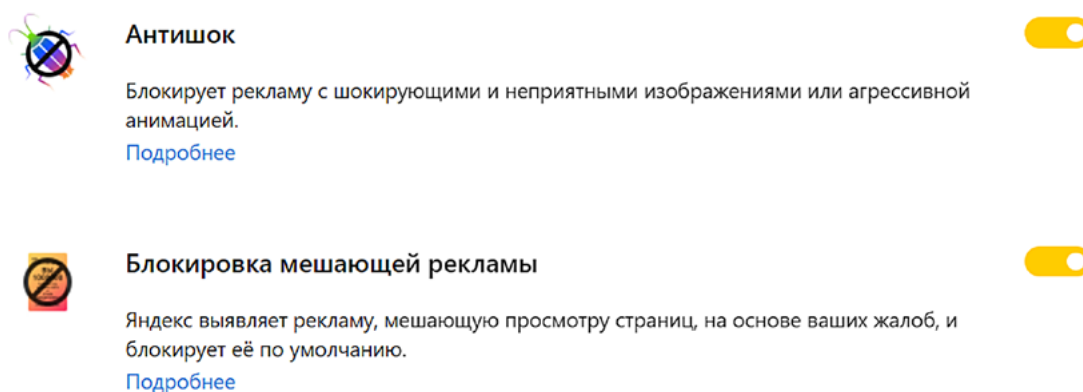 Антишок
Блокирует рекламу с шокирующими и неприятными изображениями или агрессивной
анимацией.
Подробнее
Блокировка мешающей рекламы
Яндекс выявляет рекламу, мешающую просмотру страниц, на основе ваших жалоб, и
блокирует её по умолчанию.
Подробнее